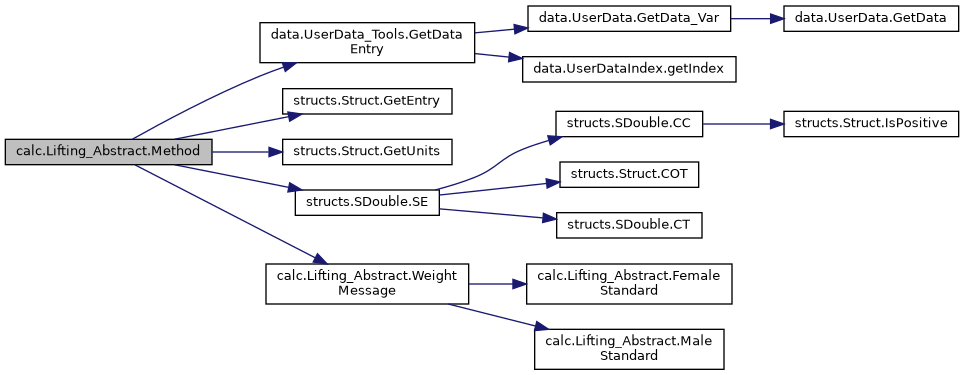 calc.Lifting_Abstract.Method
data.UserData_Tools.GetData
Entry
structs.Struct.GetEntry
structs.Struct.GetUnits
structs.SDouble.SE
calc.Lifting_Abstract.Weight
Message
data.UserData.GetData_Var
data.UserDataIndex.getIndex
structs.SDouble.CC
structs.Struct.COT
structs.SDouble.CT
calc.Lifting_Abstract.Female
Standard
calc.Lifting_Abstract.Male
Standard
data.UserData.GetData
structs.Struct.IsPositive